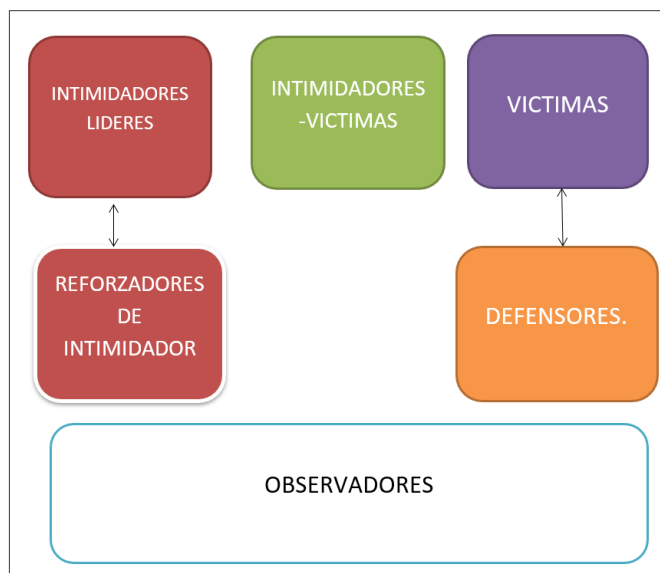 INTIMIDADORES
LIDERES
INTIMIDADORES
-VICTIMAS
VICTIMAS
REFORZADORES
DE
INTIMIDADOR
DEFENSORES.
OBSERVADORES